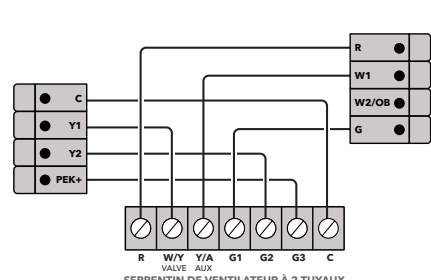 R
W1
W2/OB
G
C
Y1
Y2
PEK+
R W/Y Y/A G1 G2 G3 C
VALVE AUX
SERPENTIN DE VENTILATEUR À 2 TUYAUX